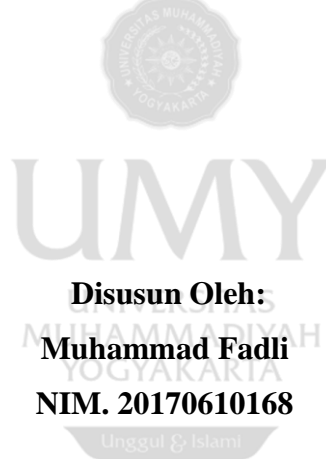 UNIVERSITAS MUHAMMADIYAH
YOGYAKARTA
UMY
Disusun Oleh:
UNIVERSITAS
Muhammad Fadli
MUHAMMADIYAH
YOGYAKARTA
NIM. 20170610168
Unggul & Islami